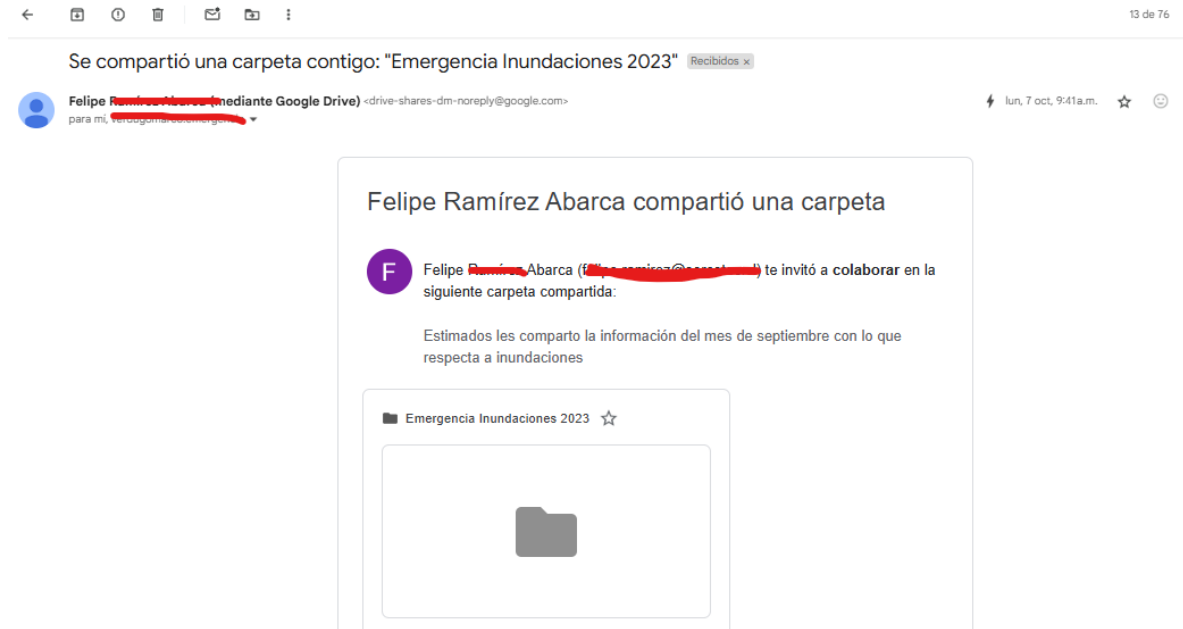 13 de 76
Se compartió una carpeta contigo: "Emergencia Inundaciones 2023" Recibidos x
Felipe (mediante Google Drive) <drive-shares-dm-noreply@google.com>
lun, 7 oct, 9:41 a.m.
para mí,
Felipe Ramírez Abarca compartió una carpeta
F
Felipe Abarca ( ) te invitó a colaborar en la
siguiente carpeta compartida:
Estimados les comparto la información del mes de septiembre con lo que
respecta a inundaciones
Emergencia Inundaciones 2023